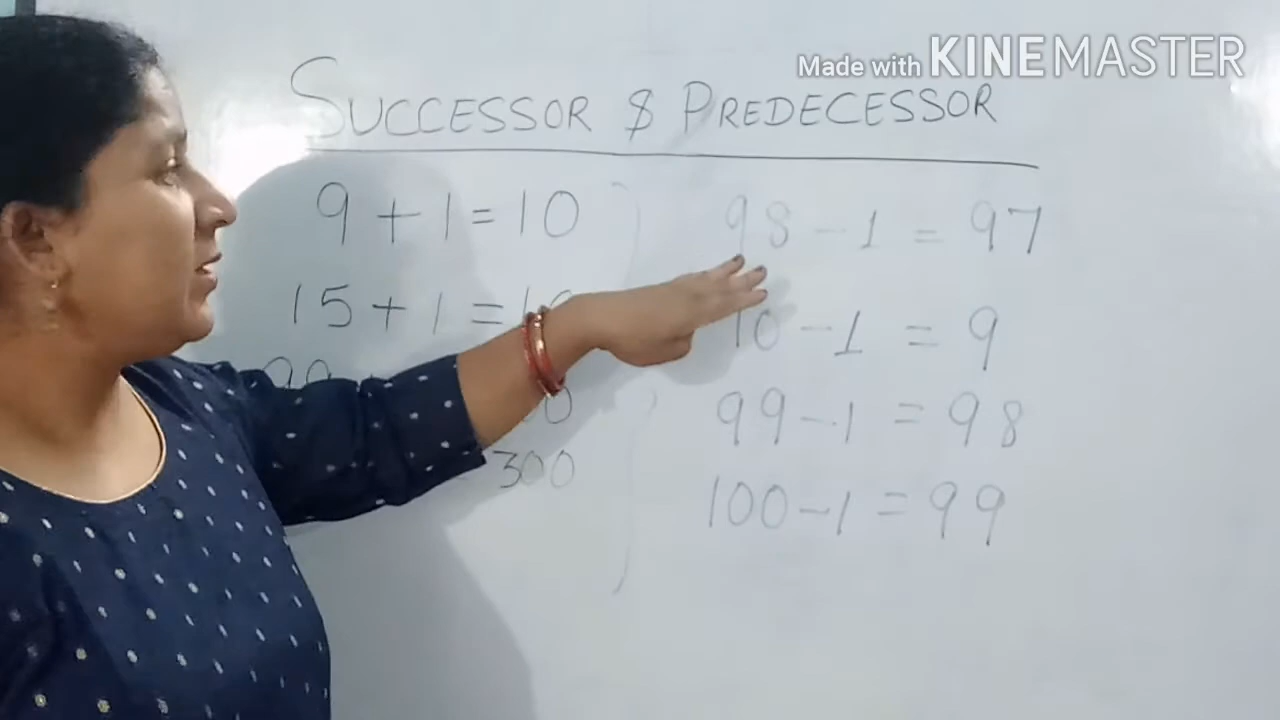 Made with KINEMASTER
SUCCESSOR & PREDECESSOR
9 + 1 = 10
15 + 1 =
300
98 - 1 = 97
10 - 1 = 9
99 - 1 = 98
100 - 1 = 99